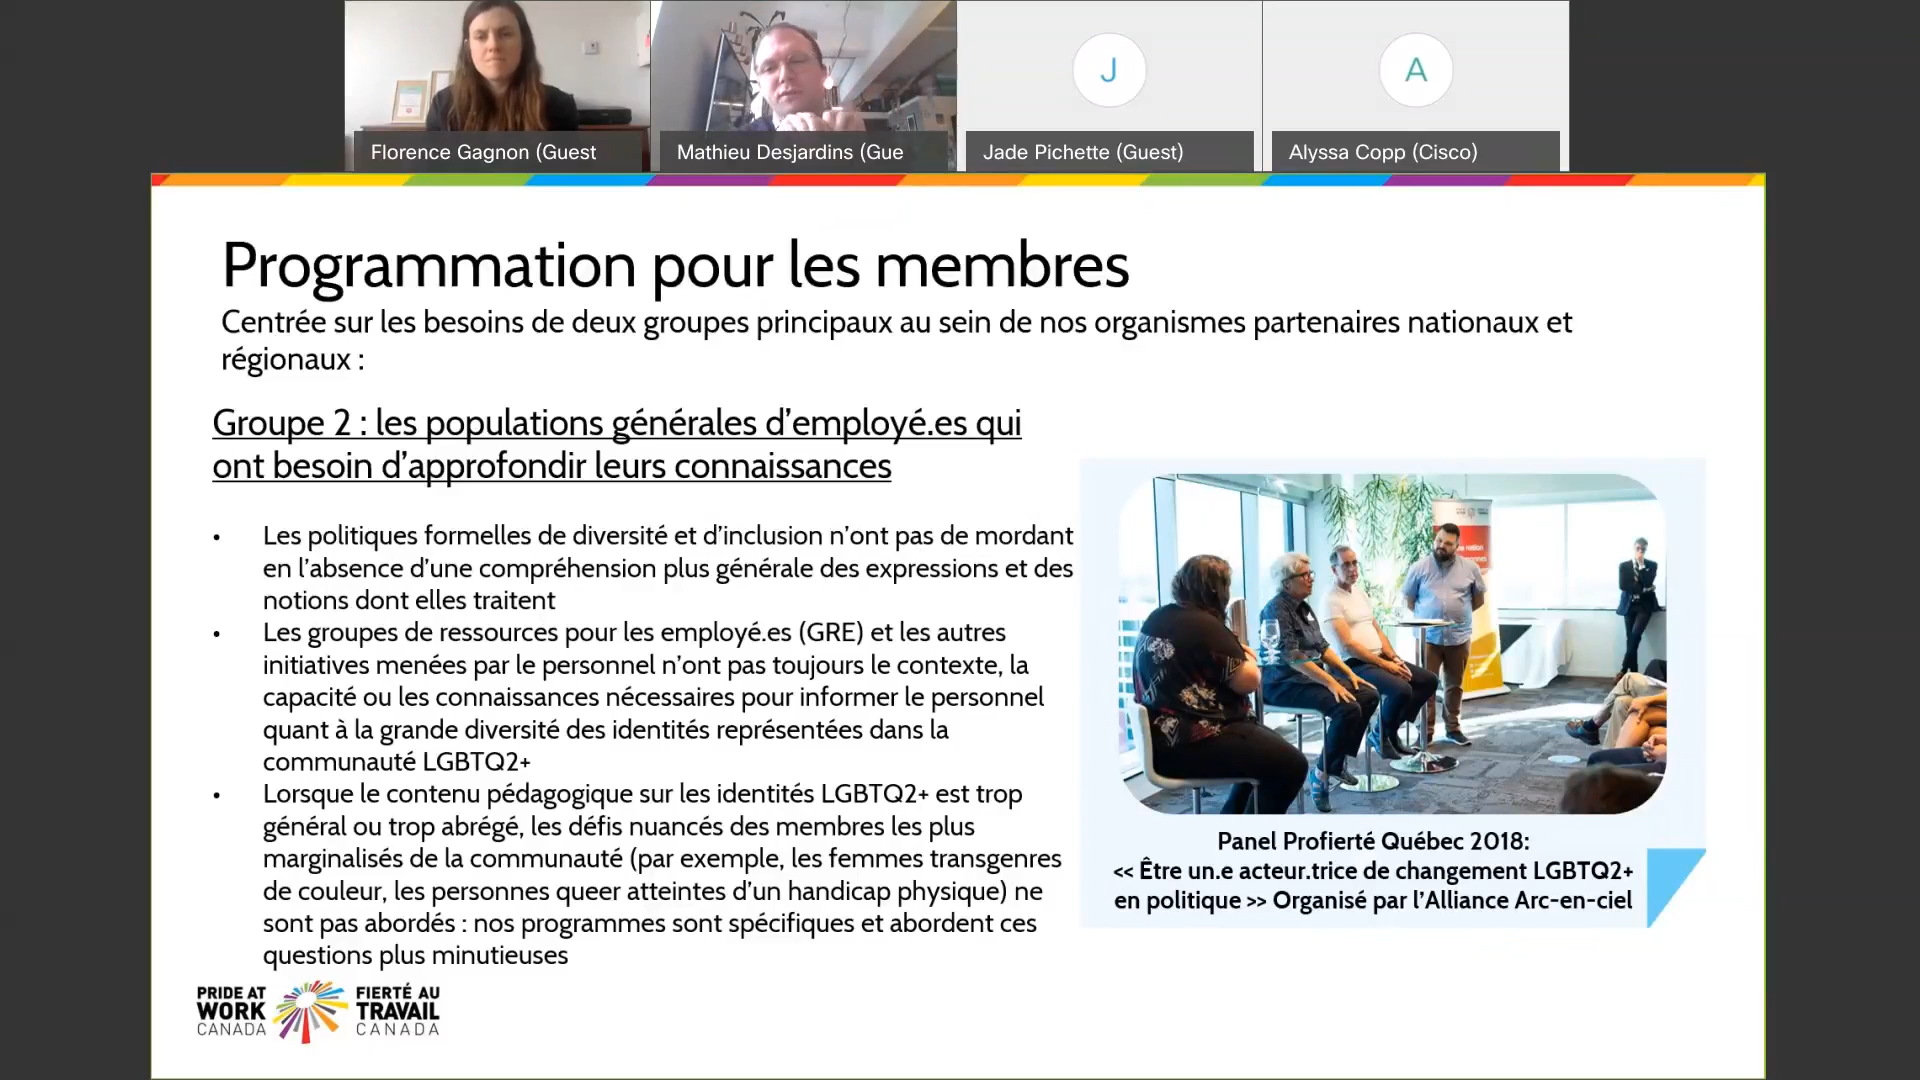 Florence Gagnon (Guest
Mathieu Desjardins (Gue
J
Jade Pichette (Guest)
A
Alyssa Copp (Cisco)
Programmation pour les membres
Centrée sur les besoins de deux groupes principaux au sein de nos organismes partenaires nationaux et
régionaux :
Groupe 2 : les populations générales d’employé.es qui
ont besoin d’approfondir leurs connaissances
• Les politiques formelles de diversité et d’inclusion n’ont pas de mordant
en l’absence d’une compréhension plus générale des expressions et des
notions dont elles traitent
• Les groupes de ressources pour les employé.es (GRE) et les autres
initiatives menées par le personnel n’ont pas toujours le contexte, la
capacité ou les connaissances nécessaires pour informer le personnel
quant à la grande diversité des identités représentées dans la
communauté LGBTQ2+
• Lorsque le contenu pédagogique sur les identités LGBTQ2+ est trop
général ou trop abrégé, les défis nuancés des membres les plus
marginalisés de la communauté (par exemple, les femmes transgenres
de couleur, les personnes queer atteintes d’un handicap physique) ne
sont pas abordés : nos programmes sont spécifiques et abordent ces
questions plus minutieuses
Panel Profierté Québec 2018:
<< Être un.e acteur.trice de changement LGBTQ2+
en politique >> Organisé par l’Alliance Arc-en-ciel
PRIDE AT
WORK
CANADA
FIERTÉ AU
TRAVAIL
CANADA